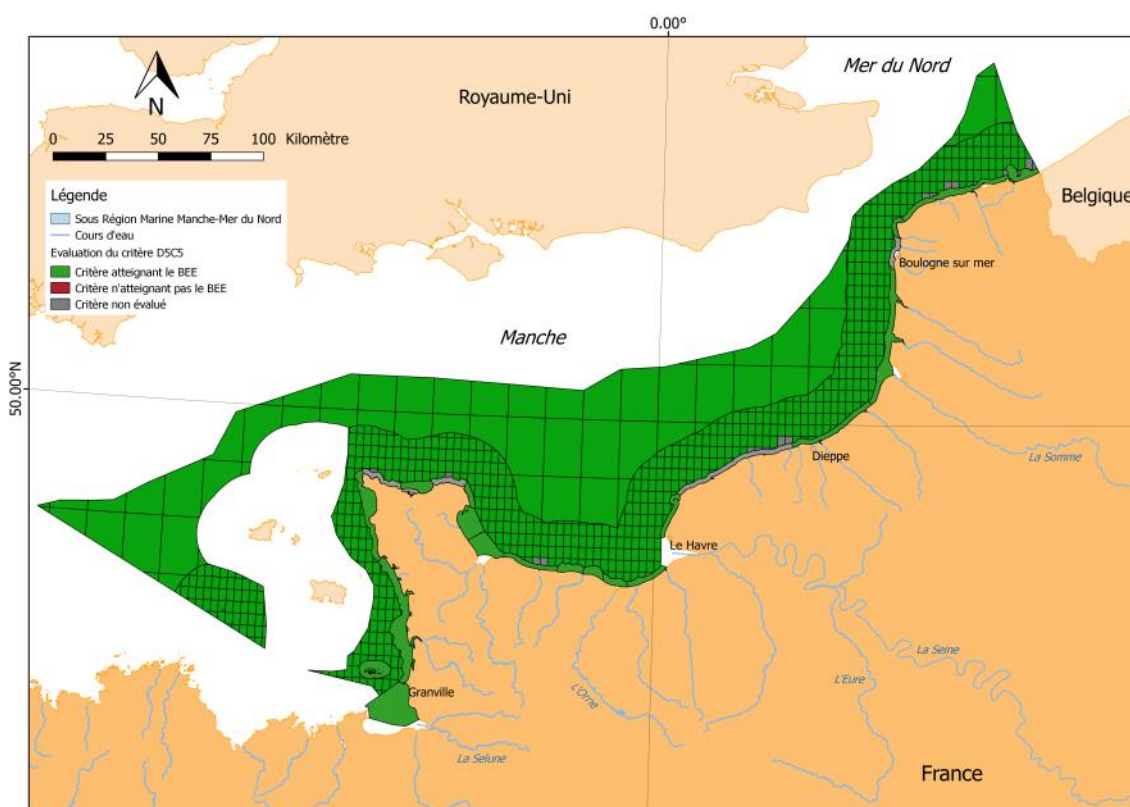 0.00°
Mer du Nord
Royaume-Uni
N
0 25 50 75 100 Kilomètre
Légende
Sous Région Marine Manche-Mer du Nord
Cours d'eau
Evaluation du critère D5C5
Critère atteignant le BEE
Critère n'atteignant pas le BEE
Critère non évalué
Belgique
Boulogne sur mer
Manche
50.00°N
Dieppe
La Somme
Le Havre
La Seine
L'Eure
L'Orne
Granville
La Selune
France